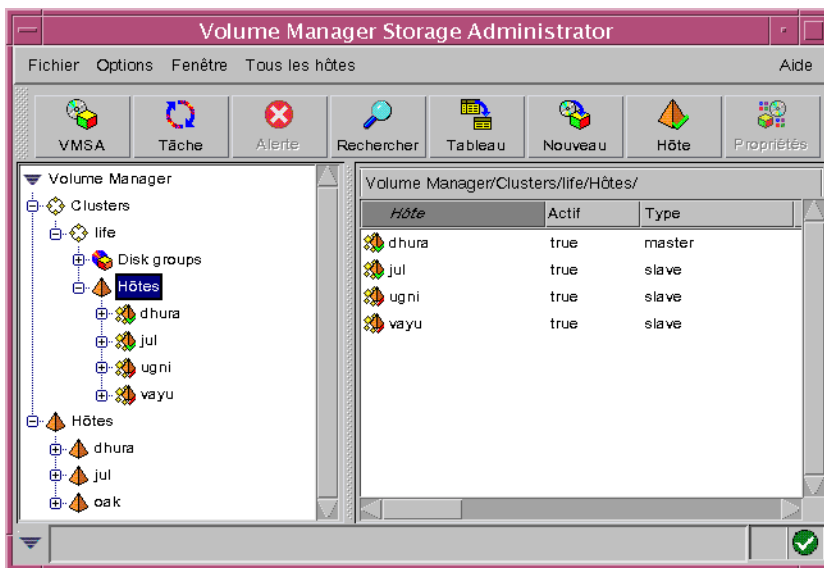 Volume Manager Storage Administrator
Fichier Options Fenêtre Tous les hôtes Aide
VMSA Tâche Alerte Rechercher Tableau Nouveau Hôte Propriétés
Volume Manager
Clusters
life
Disk groups
Hôtes
dhura
jul
ugni
vayu
Hôtes
dhura
jul
oak
Volume Manager/Clusters/life/Hôtes/
Hôte Actif Type
dhura true master
jul true slave
ugni true slave
vayu true slave